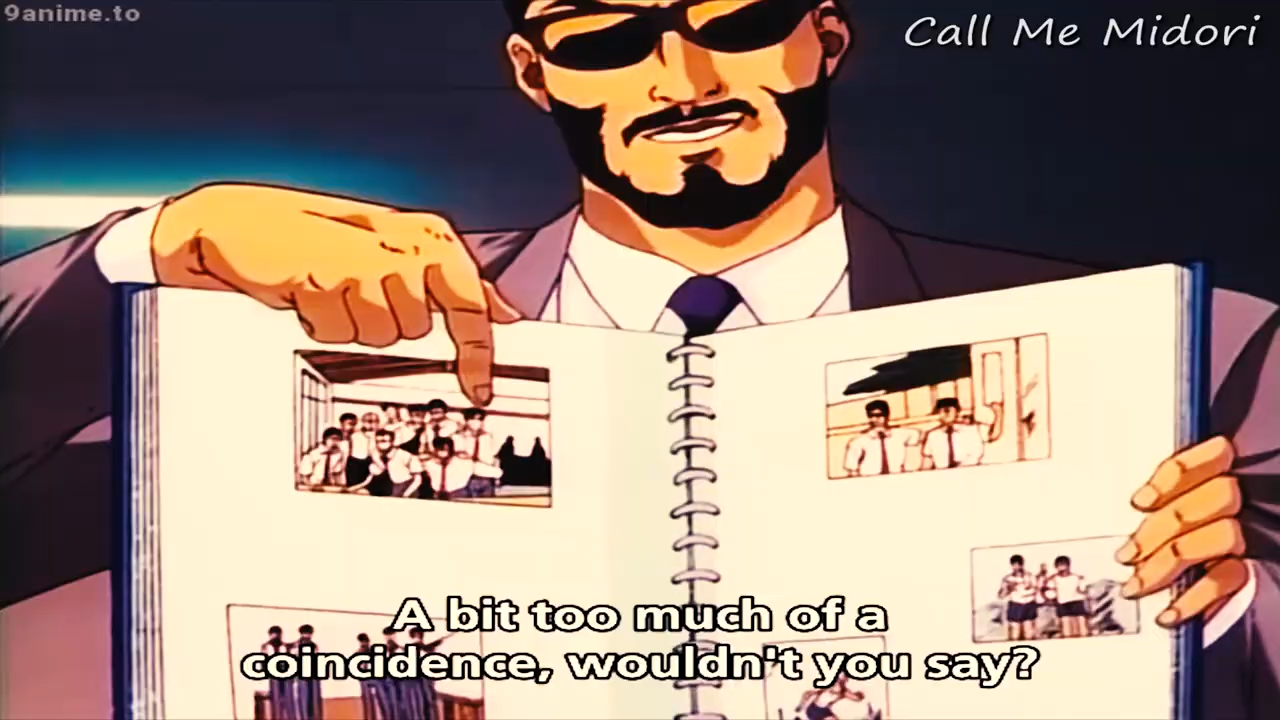 9anime.to
Call Me Midori
A bit too much of a
coincidence, wouldn't you say?